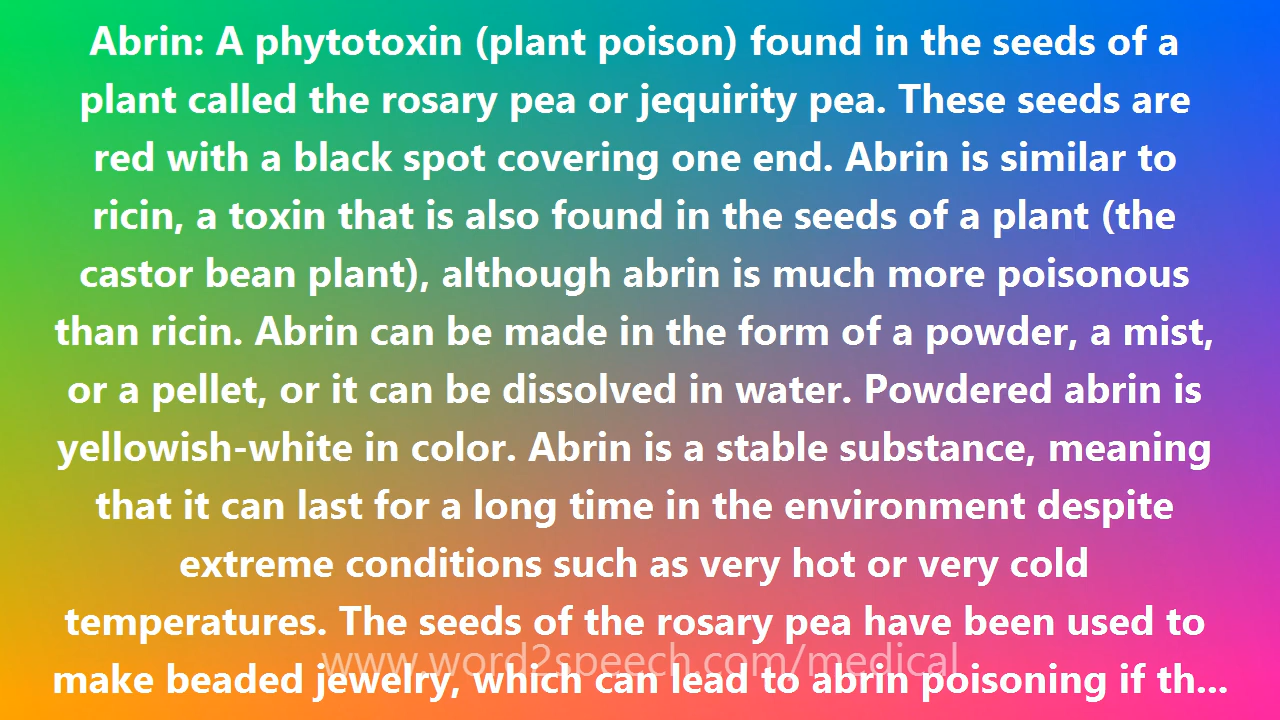 Abrin: A phytotoxin (plant poison) found in the seeds of a
plant called the rosary pea or jequirity pea. These seeds are
red with a black spot covering one end. Abrin is similar to
ricin, a toxin that is also found in the seeds of a plant (the
castor bean plant), although abrin is much more poisonous
than ricin. Abrin can be made in the form of a powder, a mist,
or a pellet, or it can be dissolved in water. Powdered abrin is
yellowish-white in color. Abrin is a stable substance, meaning
that it can last for a long time in the environment despite
extreme conditions such as very hot or very cold
temperatures. The seeds of the rosary pea have been used to
www.word2speech.com/medical
make beaded jewelry, which can lead to abrin poisoning if th...